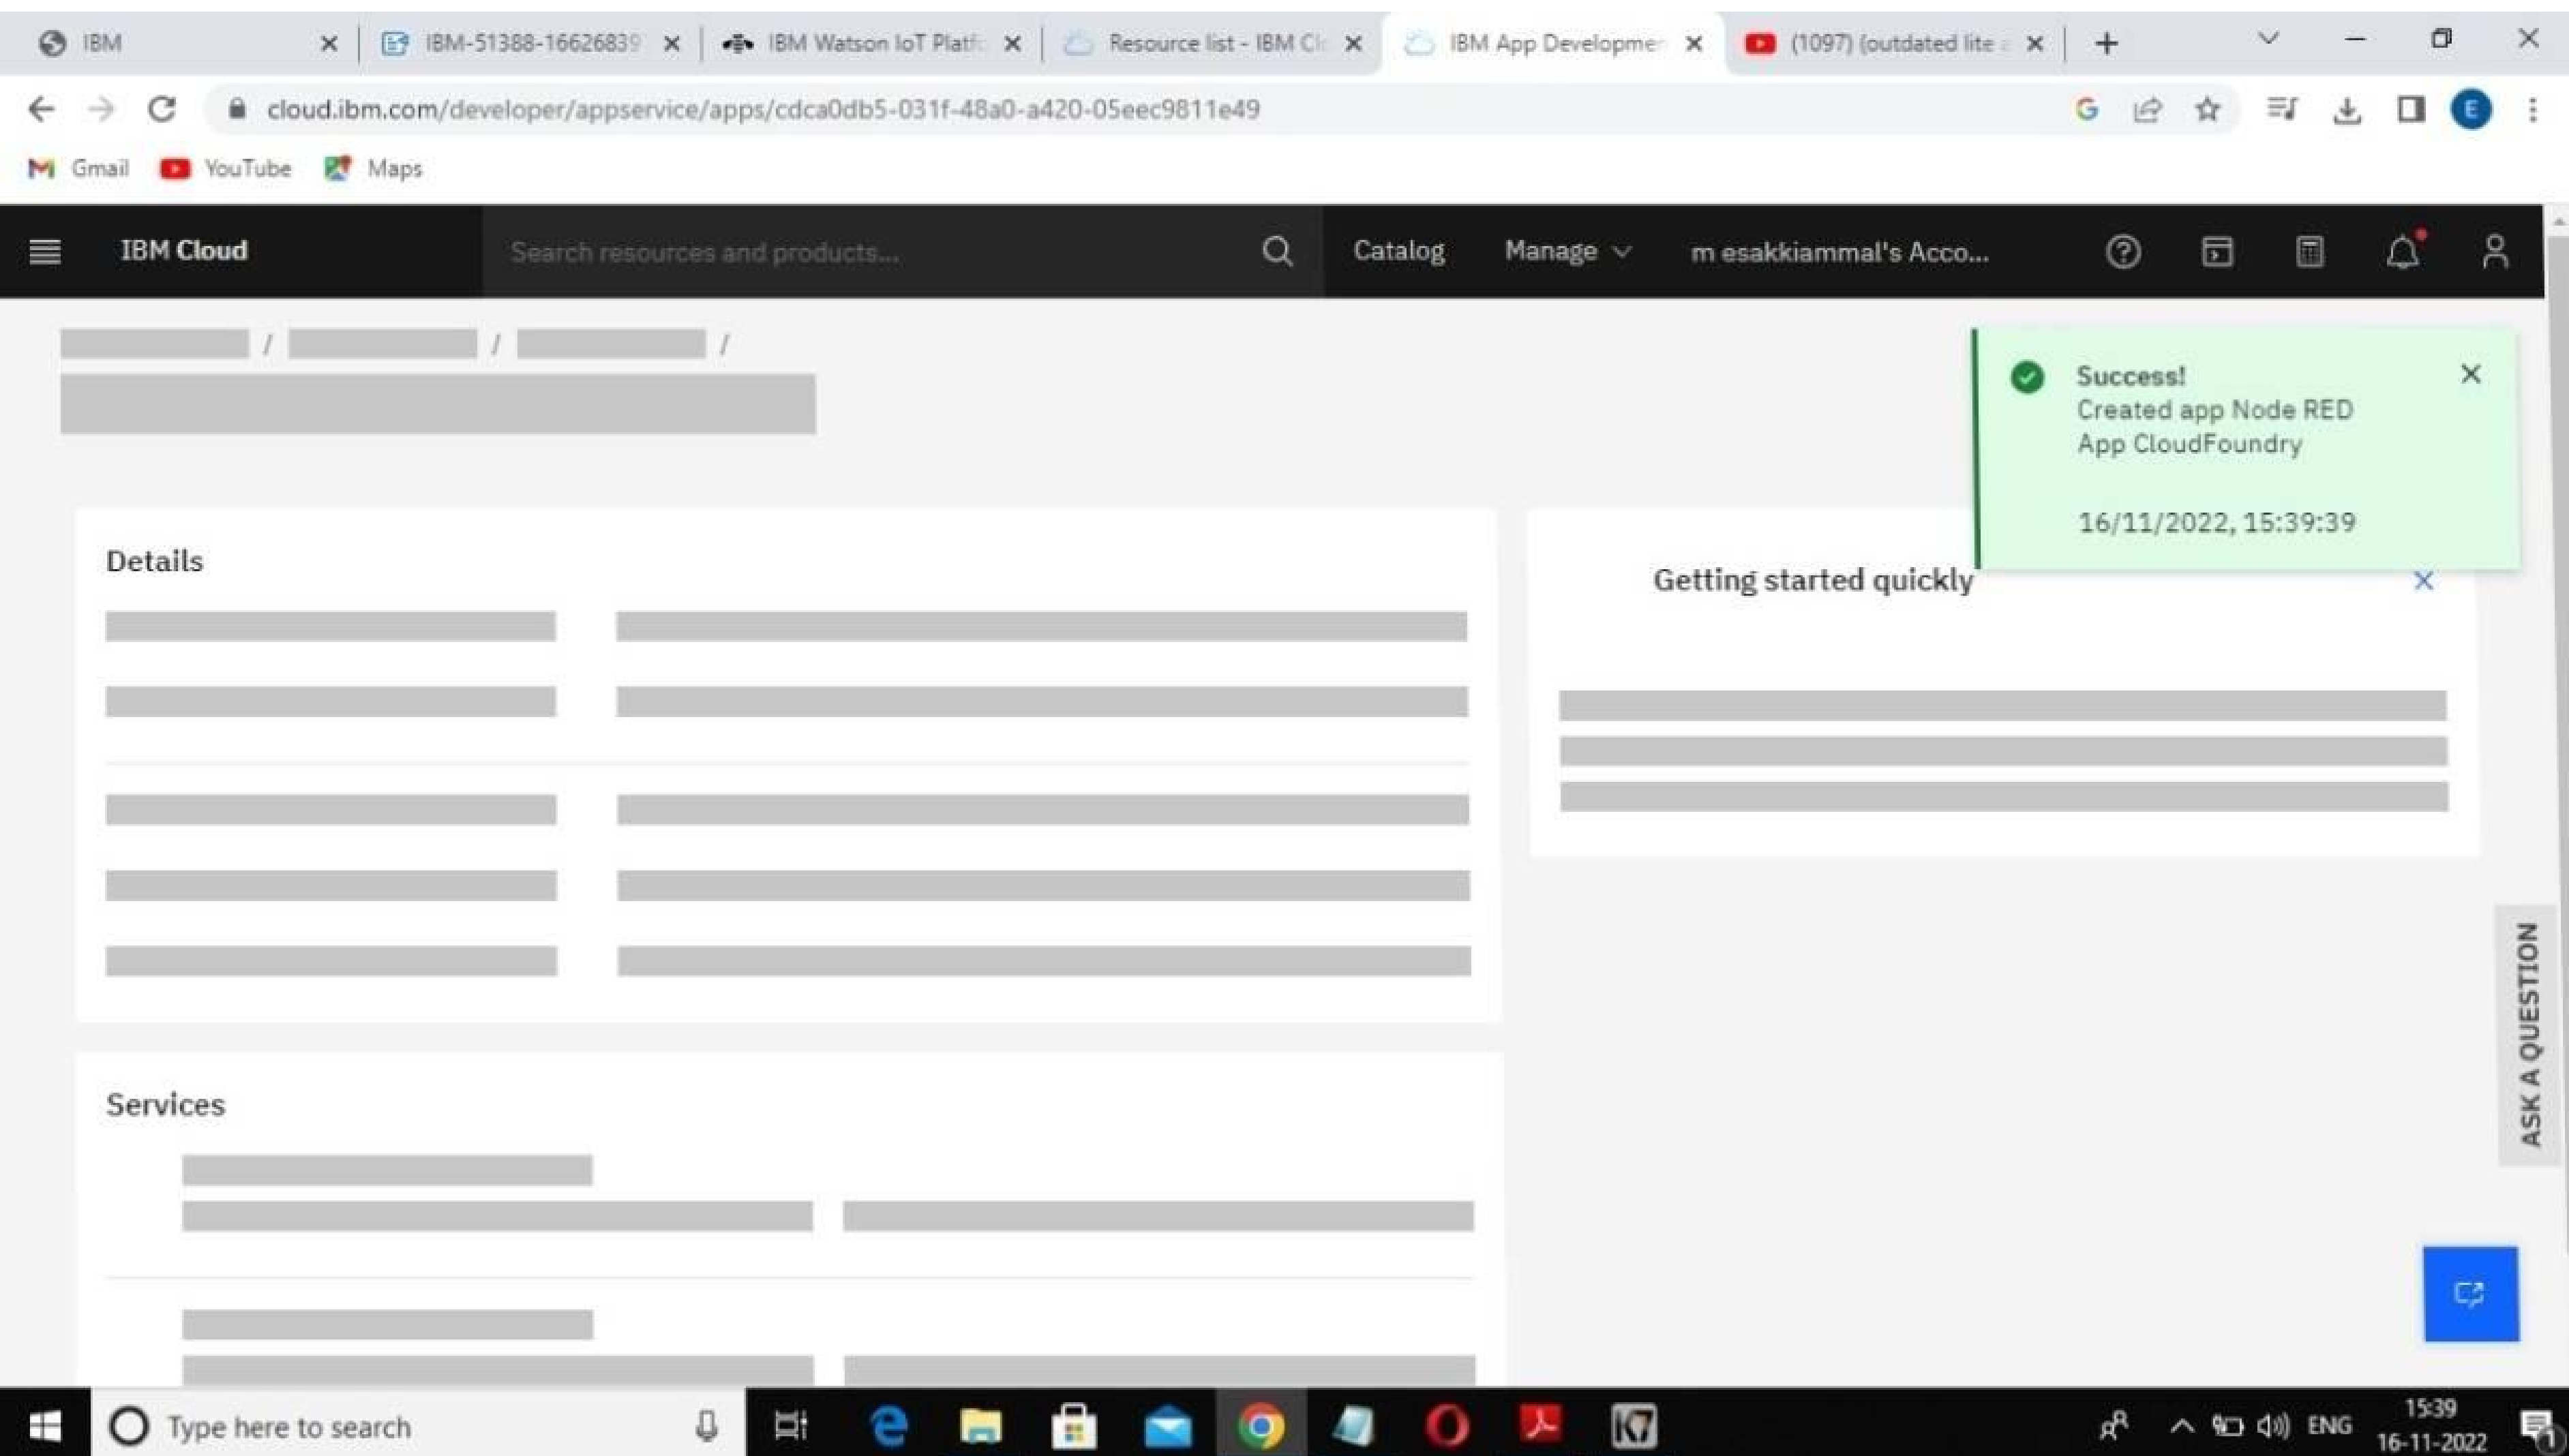 IBM
IBM-51388-16626839
IBM Watson IoT Platf
Resource list - IBM Cl
IBM App Developmer
(1097) (outdated lite
cloud.ibm.com/developer/appservice/apps/cdca0db5-031f-48a0-a420-05eec9811e49
E
Gmail
YouTube
Maps
IBM Cloud
Search resources and products...
Catalog
Manage
m esakkiammal's Acco...
/ / /
Success!
Created app Node RED
App CloudFoundry
16/11/2022, 15:39:39
Details
Getting started quickly
Services
ASK A QUESTION
Type here to search
K7
ENG
15:39
16-11-2022
1